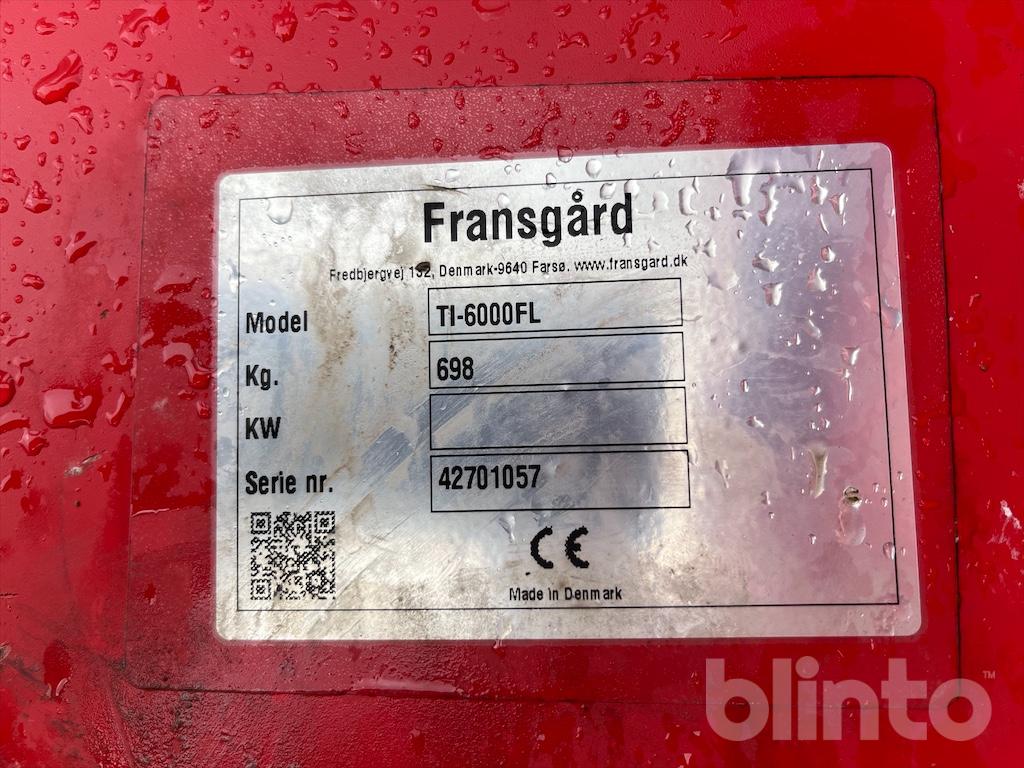 Fransgård
Fredbjergvej 132, Denmark-9640 Farsø. www.fransgard.dk
Model TI-6000FL
Kg. 698
KW
Serie nr. 42701057
CE
Made in Denmark
blinto™